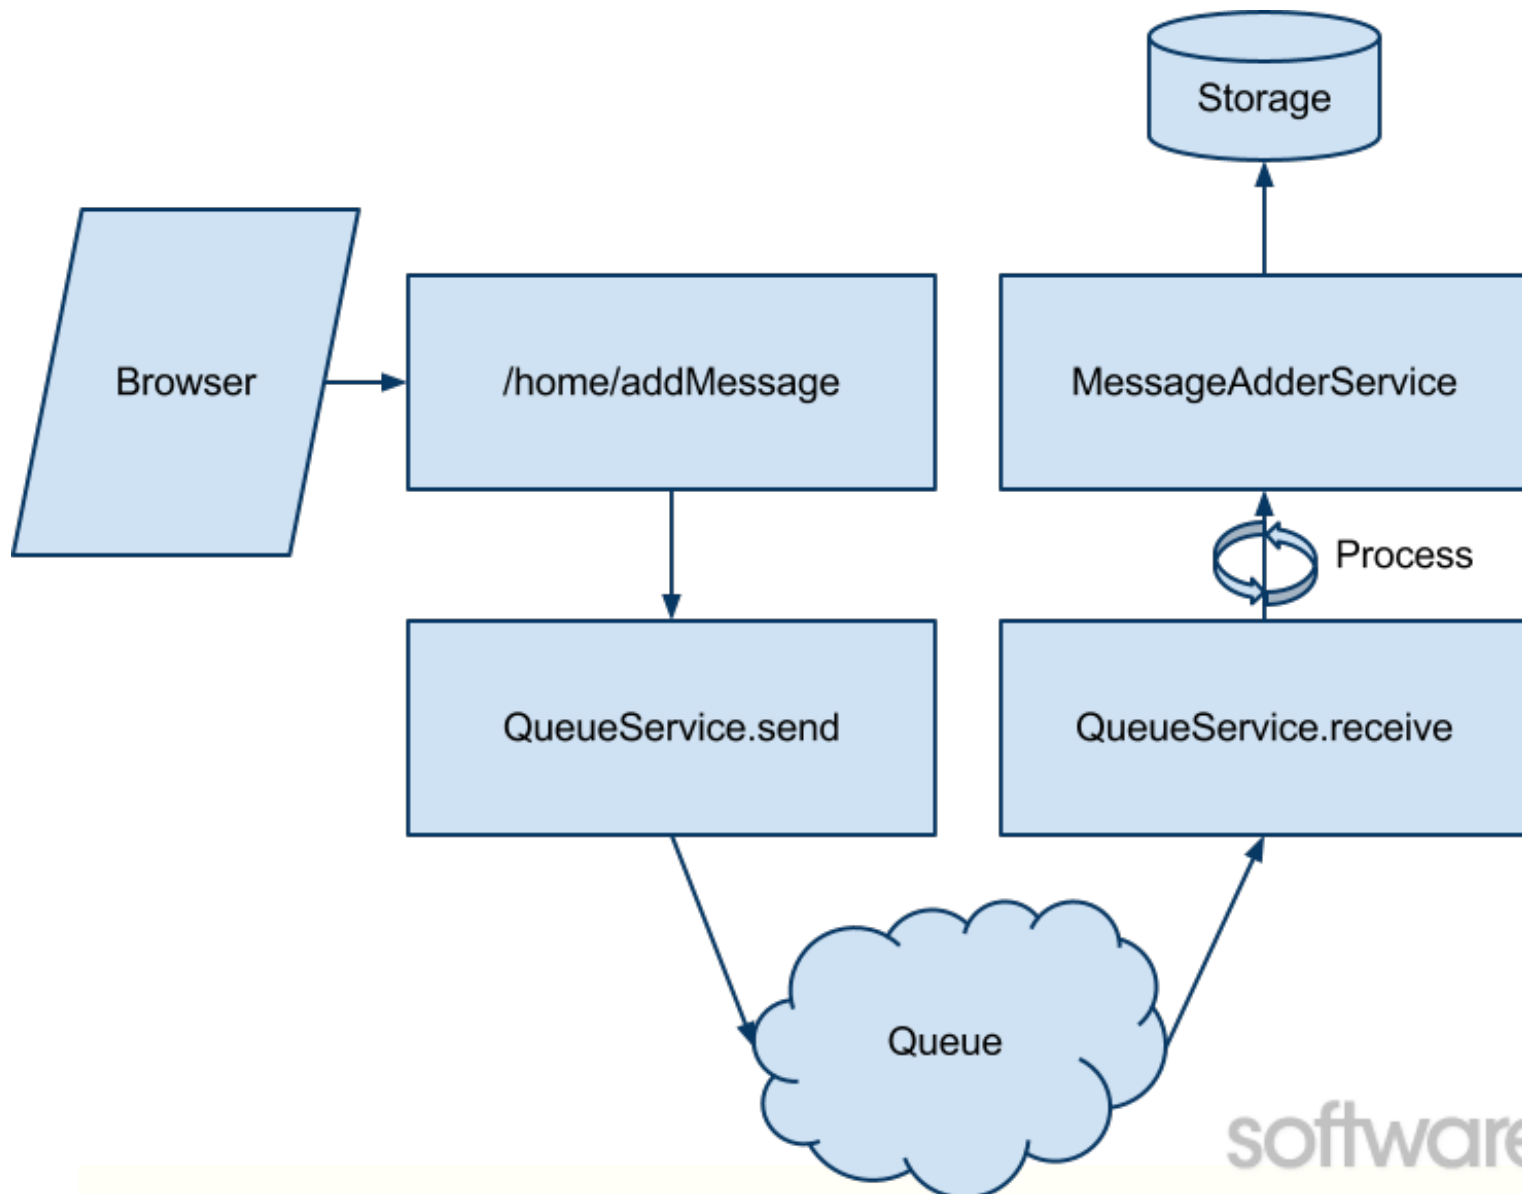 Storage
Browser
/home/addMessage
MessageAdderService
Process
QueueService.send
QueueService.receive
Queue
software